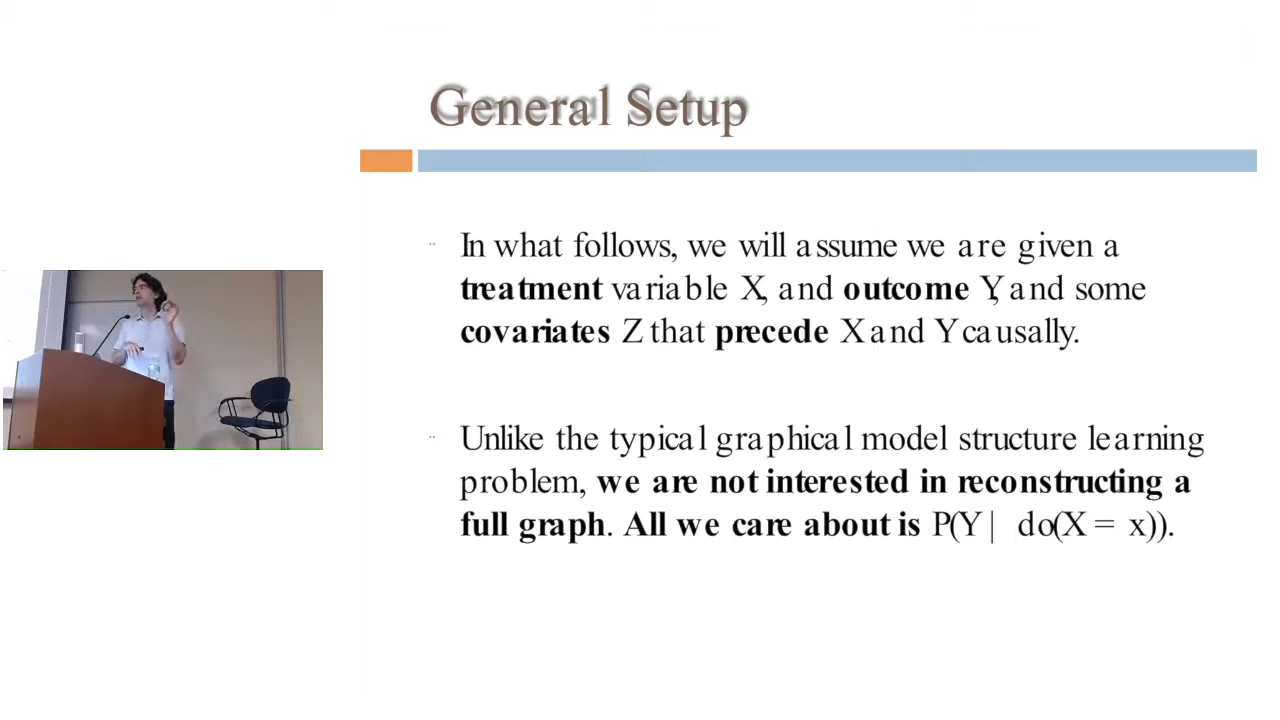 General Setup
In what follows, we will assume we are given a
treatment variable X, and outcome Y, and some
covariates Z that precede X and Y causally.
Unlike the typical graphical model structure learning
problem, we are not interested in reconstructing a
full graph. All we care about is P(Y | do(X = x)).